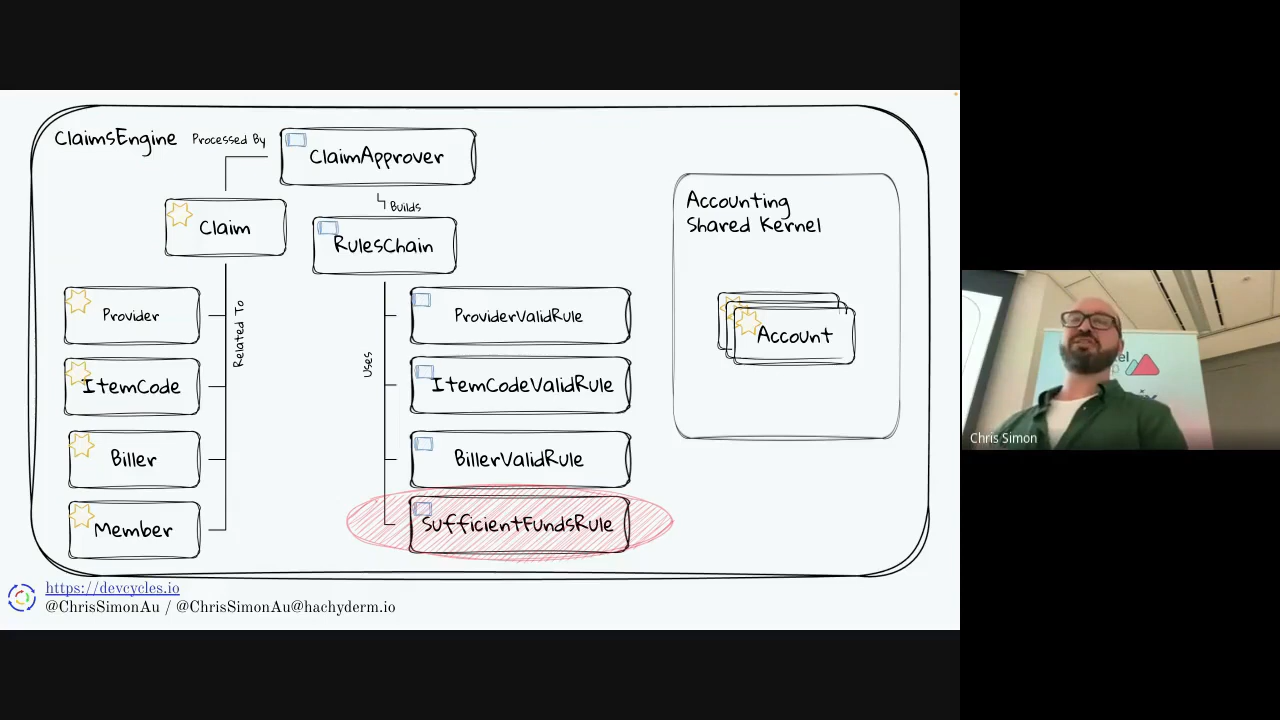 ClaimsEngine
Processed By
ClaimApprover
Builds
Claim
RulesChain
Accounting
Shared Kernel
Related To
Uses
Provider
ItemCode
Biller
Member
ProviderValidRule
ItemCodeValidRule
BillerValidRule
SufficientFundsRule
Account
https://devcycles.io
@ChrisSimonAu / @ChrisSimonAu@hachyderm.io
Chris Simon